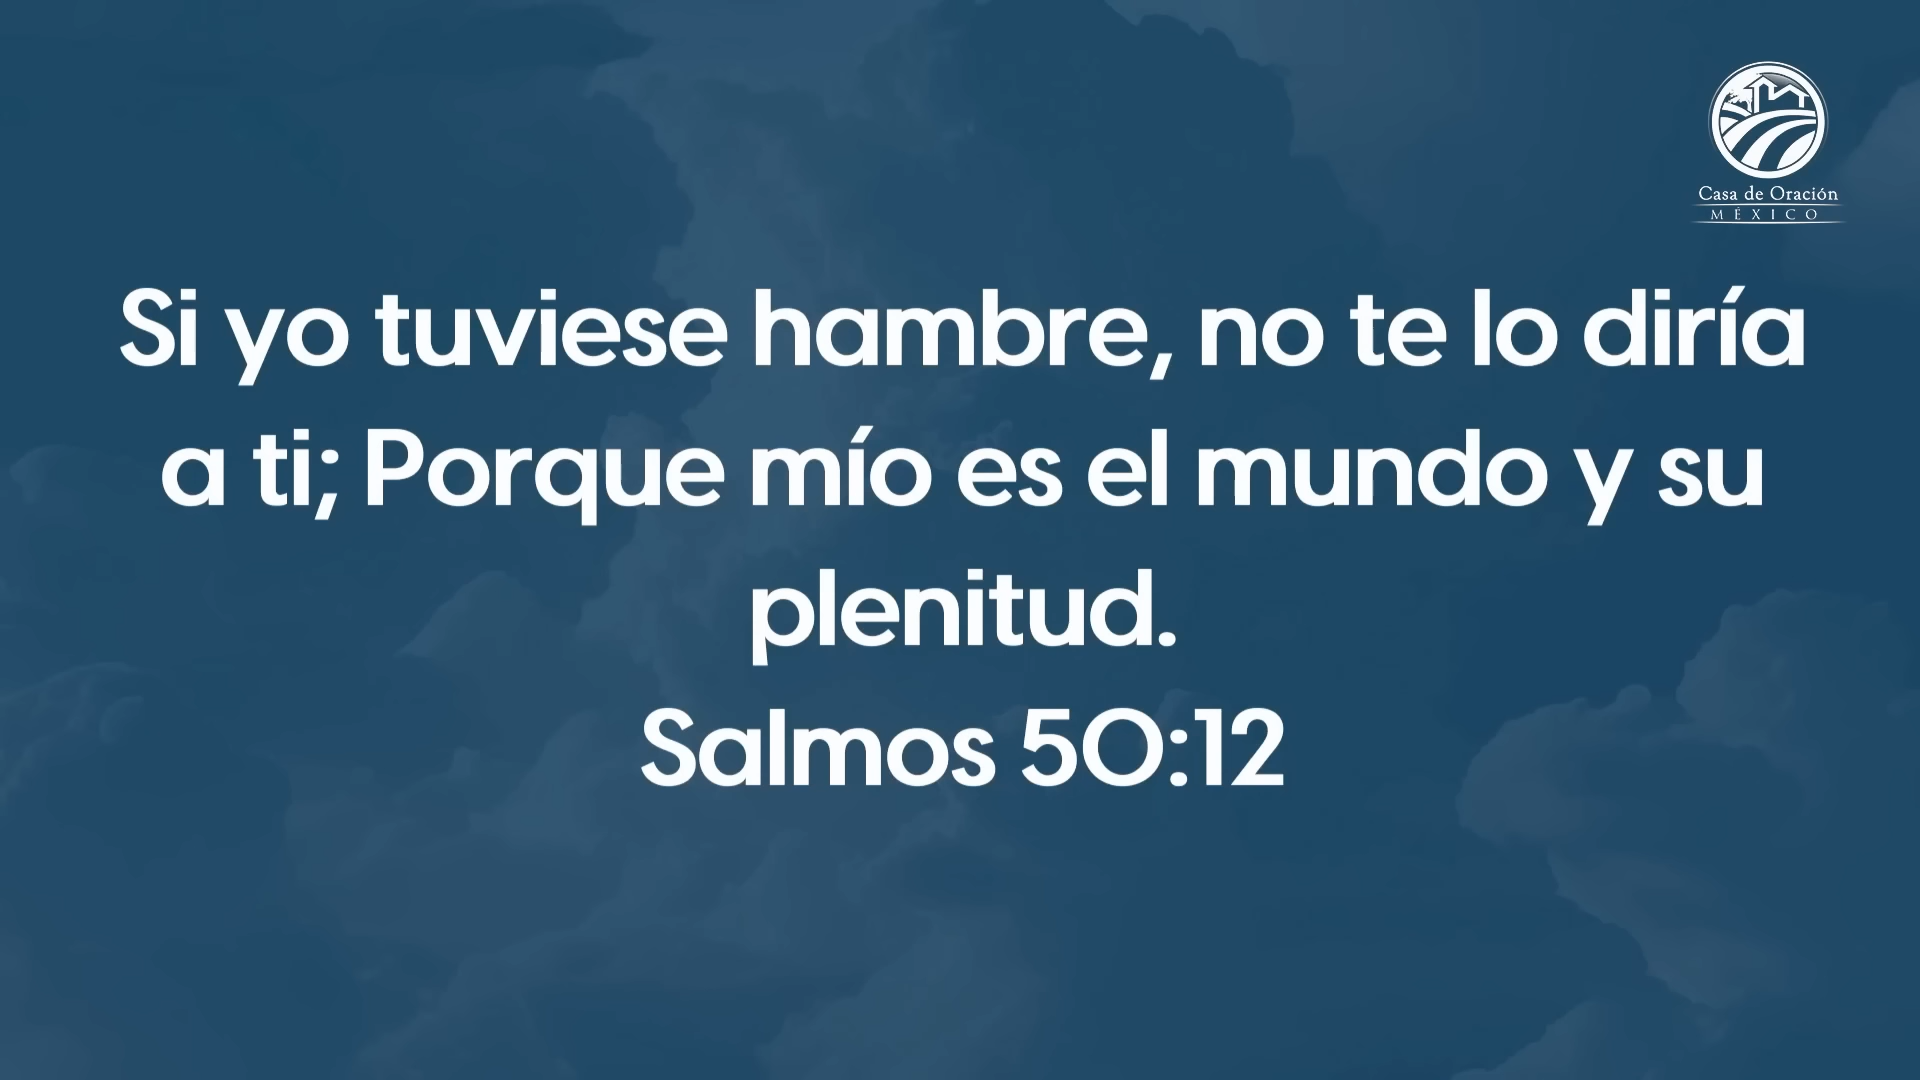 Casa de Oración
MÉXICO
Si yo tuviese hambre, no te lo diría
a ti; Porque mío es el mundo y su
plenitud.
Salmos 50:12